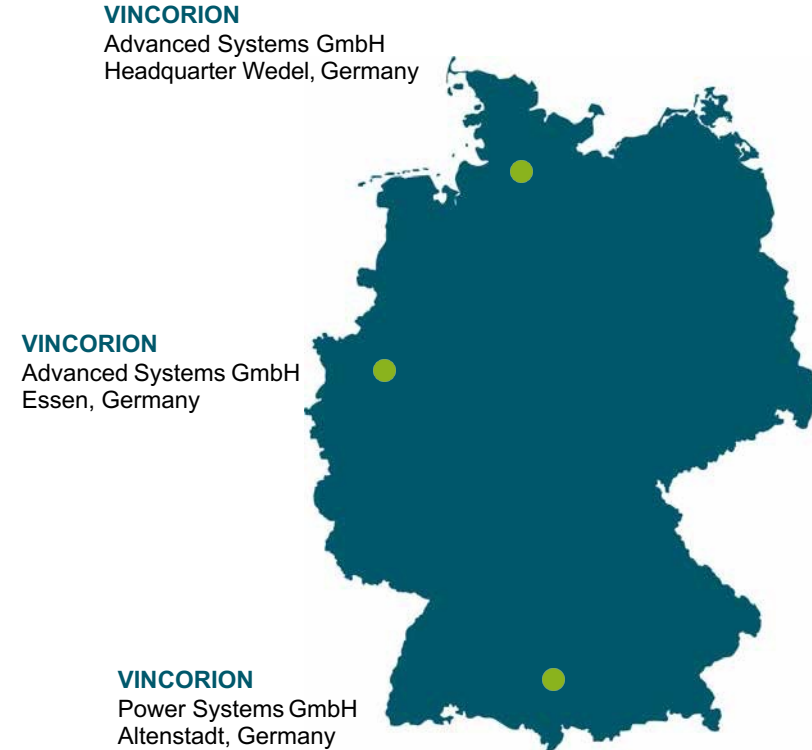 VINCORION
Advanced Systems GmbH
Headquarter Wedel, Germany
VINCORION
Advanced Systems GmbH
Essen, Germany
VINCORION
Power Systems GmbH
Altenstadt, Germany